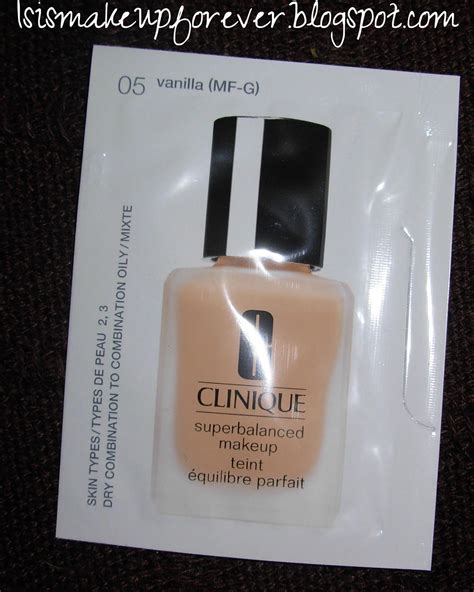 Isismakeupforever.blogspot.com
05 vanilla (MF-G)
SKIN TYPES/TYPES DE PEAU 2, 3
DRY COMBINATION TO COMBINATION OILY/MIXTE
CLINIQUE
superbalanced
makeup
teint
équilibre parfait